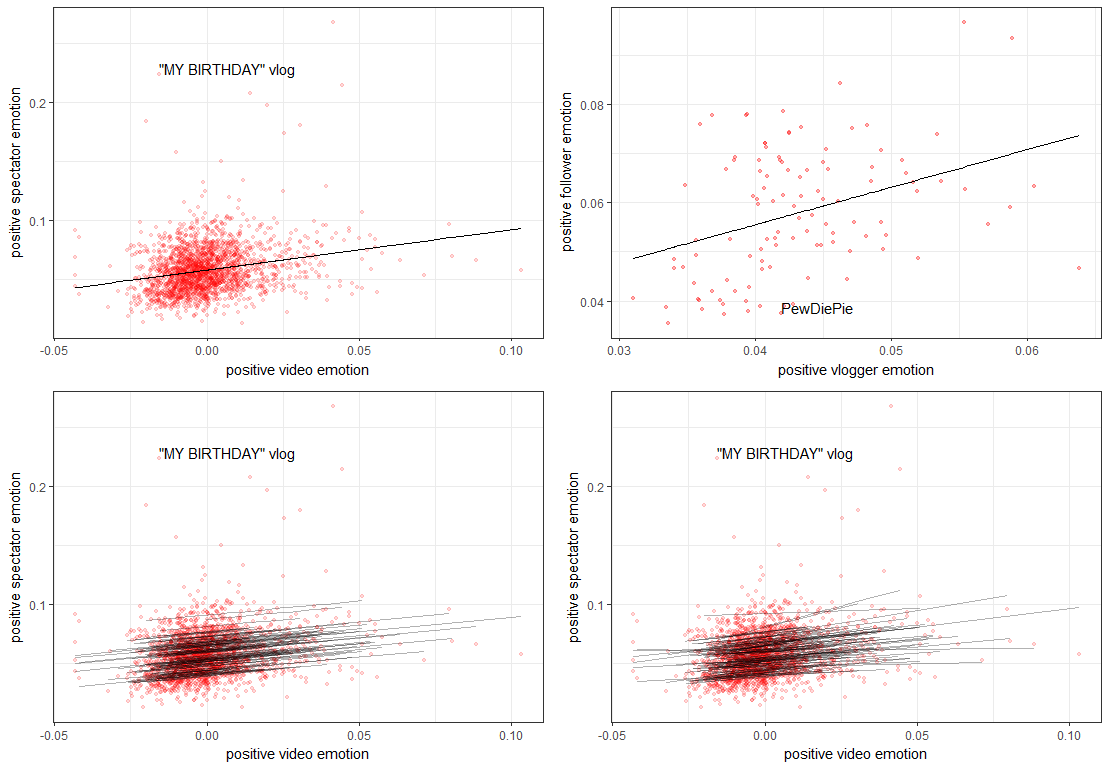 "MY BIRTHDAY" vlog
positive spectator emotion
0.2
0.1
-0.05
0.00
0.05
0.10
positive video emotion
positive follower emotion
0.08
0.06
0.04
PewDiePie
0.03
0.04
0.05
0.06
positive vlogger emotion
"MY BIRTHDAY" vlog
positive spectator emotion
0.2
0.1
-0.05
0.00
0.05
0.10
positive video emotion
"MY BIRTHDAY" vlog
positive spectator emotion
0.2
0.1
-0.05
0.00
0.05
0.10
positive video emotion